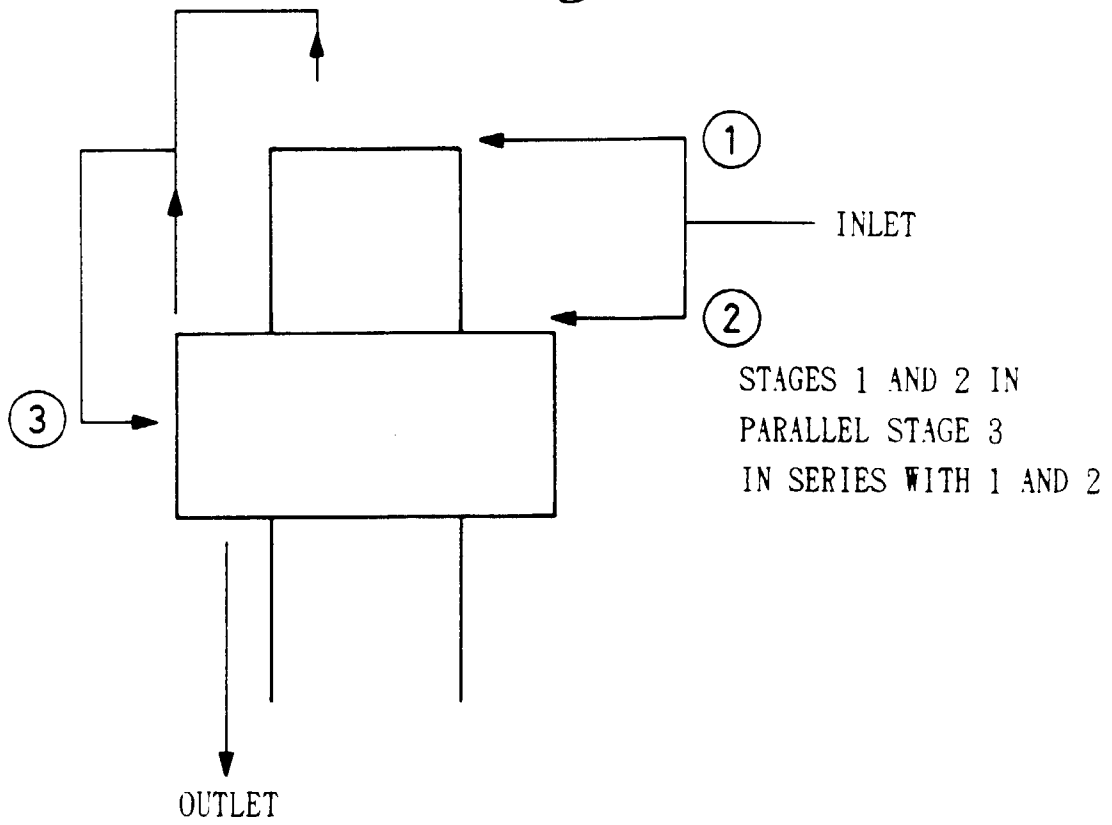 1
INLET
2
STAGES 1 AND 2 IN
PARALLEL STAGE 3
IN SERIES WITH 1 AND 2
3
OUTLET